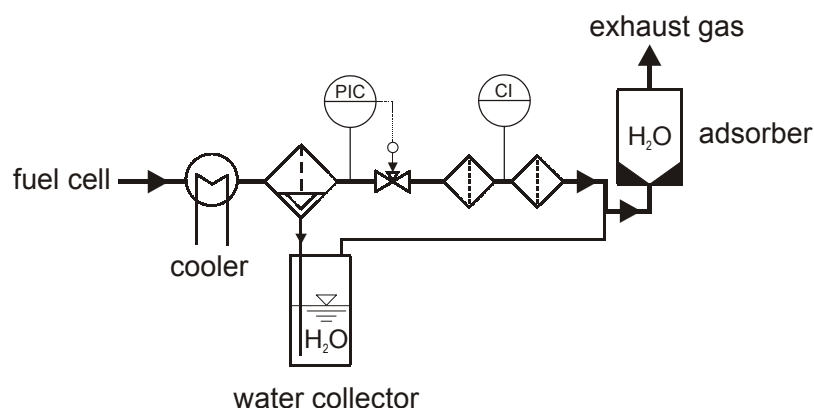 exhaust gas
PIC
CI
H₂O
adsorber
fuel cell
cooler
H₂O
water collector